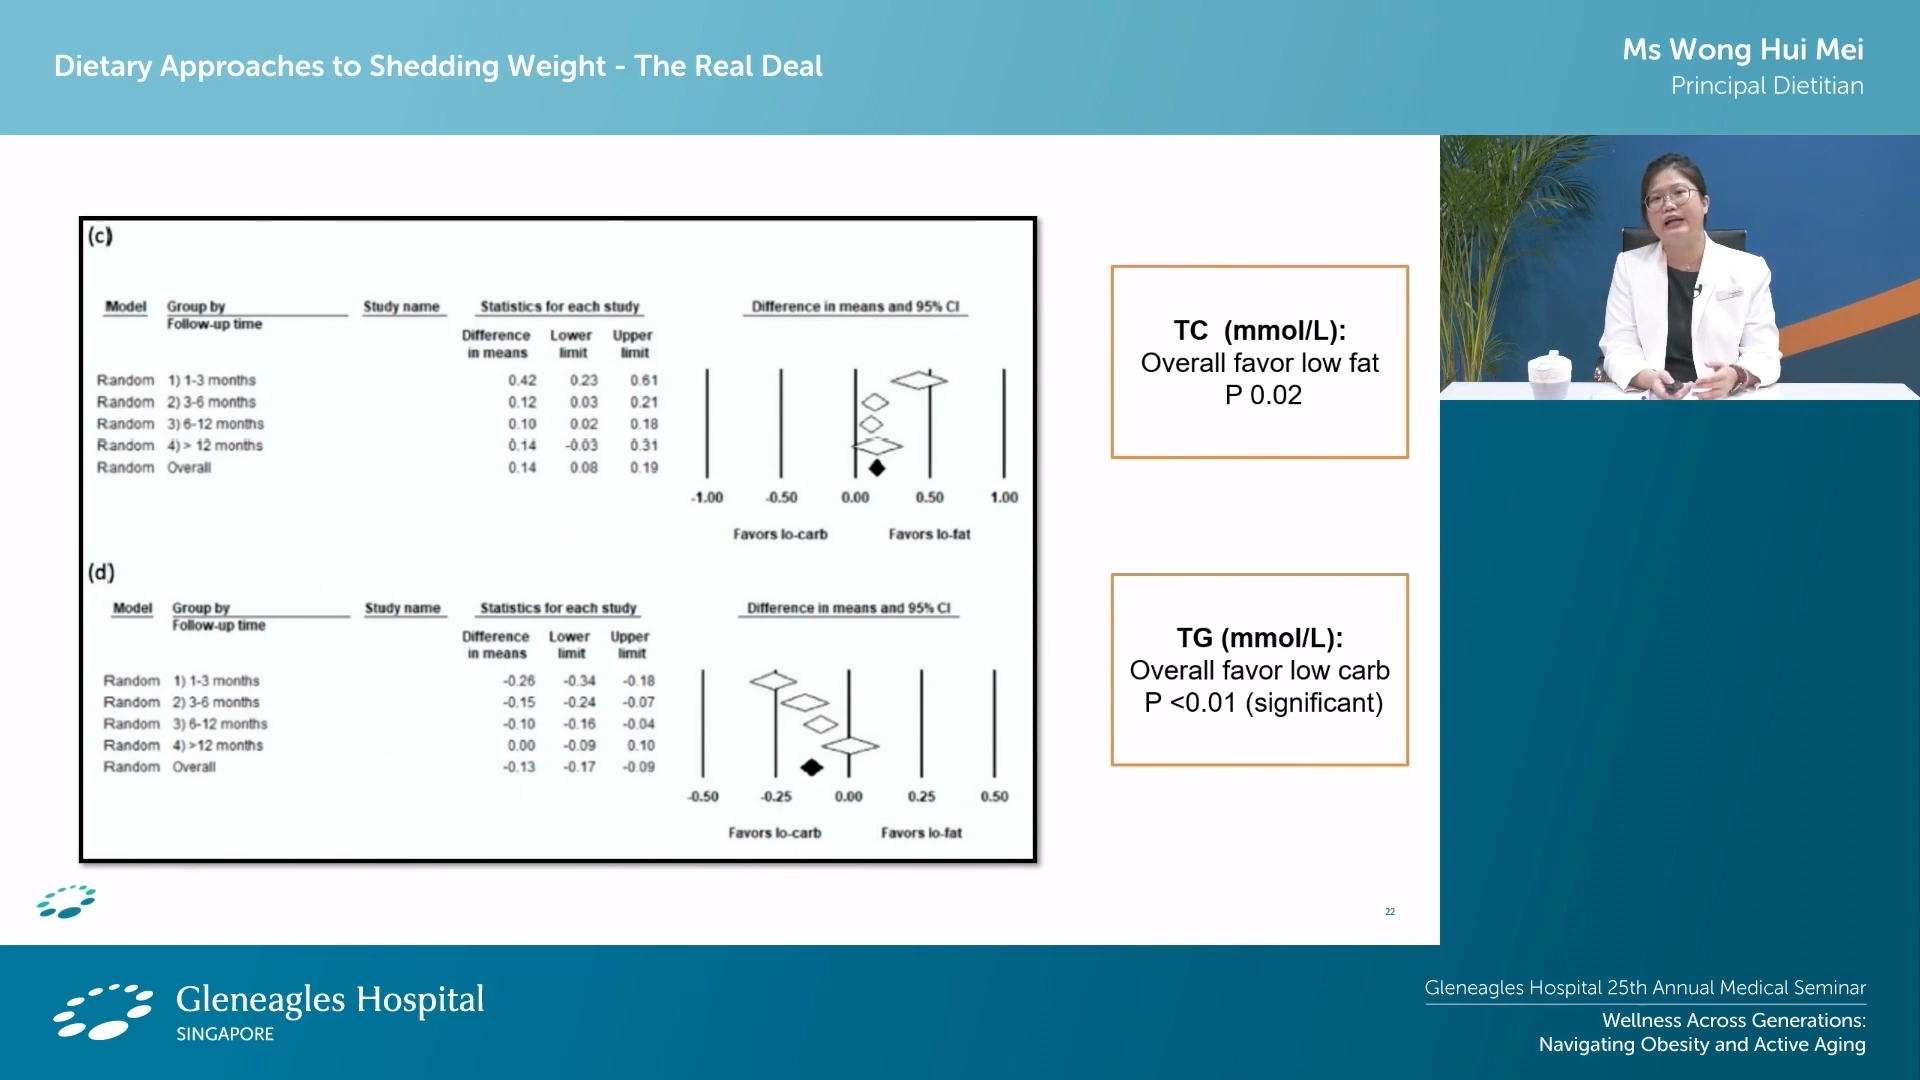 Dietary Approaches to Shedding Weight - The Real Deal
Ms Wong Hui Mei
Principal Dietitian
(c)
Model Group by Study name Statistics for each study Difference in means and 95% CI
Follow-up time
Difference Lower Upper
in means limit limit
Random 1) 1-3 months 0.42 0.23 0.61
Random 2) 3-6 months 0.12 0.03 0.21
Random 3) 6-12 months 0.10 0.02 0.18
Random 4) > 12 months 0.14 -0.03 0.31
Random Overall 0.14 0.08 0.19
-1.00 -0.50 0.00 0.50 1.00
Favors lo-carb Favors lo-fat
TC (mmol/L):
Overall favor low fat
P 0.02
(d)
Model Group by Study name Statistics for each study Difference in means and 95% CI
Follow-up time
Difference Lower Upper
in means limit limit
Random 1) 1-3 months -0.26 -0.34 -0.18
Random 2) 3-6 months -0.15 -0.24 -0.07
Random 3) 6-12 months -0.10 -0.16 -0.04
Random 4) >12 months 0.00 -0.09 0.10
Random Overall -0.13 -0.17 -0.09
-0.50 -0.25 0.00 0.25 0.50
Favors lo-carb Favors lo-fat
TG (mmol/L):
Overall favor low carb
P <0.01 (significant)
22
Gleneagles Hospital
SINGAPORE
Gleneagles Hospital 25th Annual Medical Seminar
Wellness Across Generations:
Navigating Obesity and Active Aging